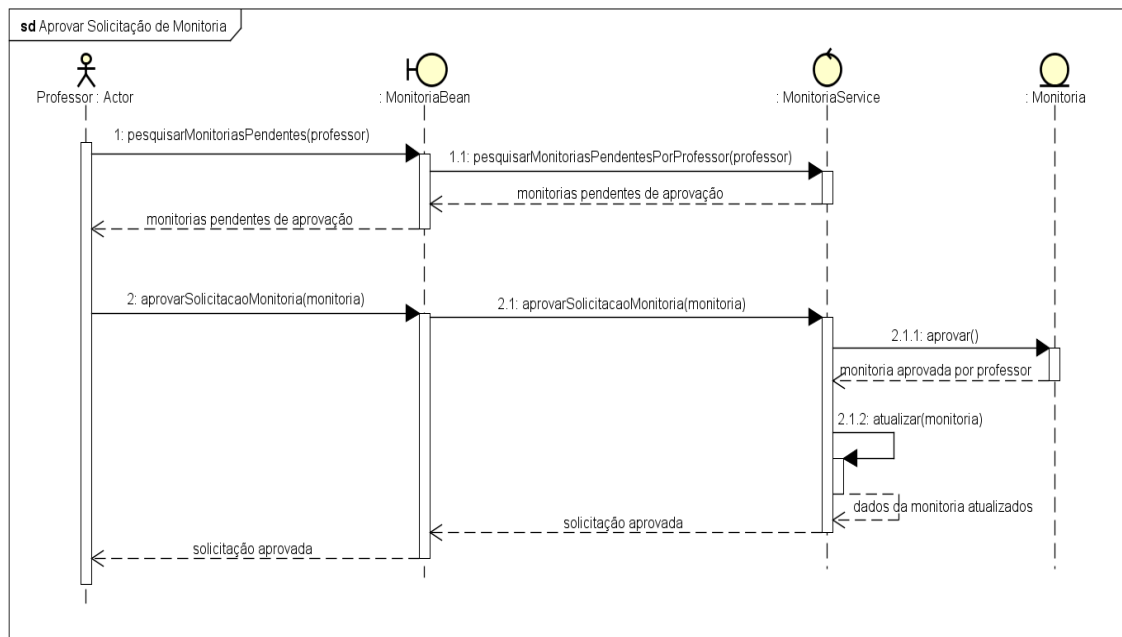 sd Aprovar Solicitação de Monitoria
Professor : Actor
: MonitoriaBean
: MonitoriaService
: Monitoria
1: pesquisarMonitoriasPendentes(professor)
1.1: pesquisarMonitoriasPendentesPorProfessor(professor)
monitorias pendentes de aprovação
monitorias pendentes de aprovação
2: aprovarSolicitacaoMonitoria(monitoria)
2.1: aprovarSolicitacaoMonitoria(monitoria)
2.1.1: aprovar()
monitoria aprovada por professor
2.1.2: atualizar(monitoria)
dados da monitoria atualizados
solicitação aprovada
solicitação aprovada